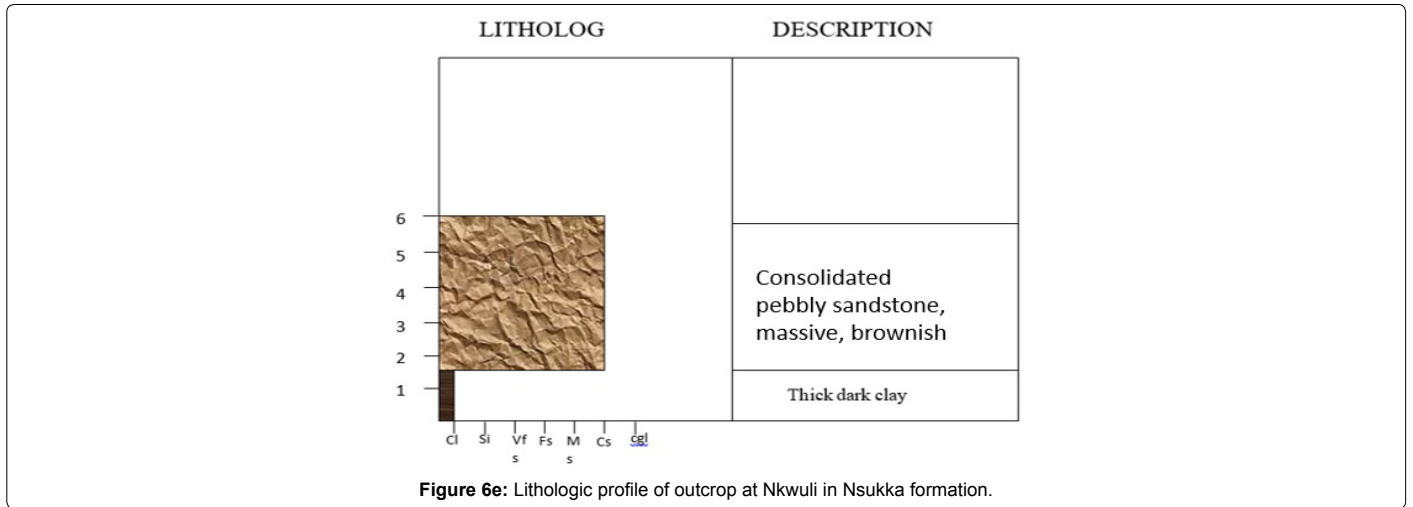 LITHOLOG DESCRIPTION
6
5
4
3
2
1
Consolidated
pebbly sandstone,
massive, brownish
Thick dark clay
Cl Si Vf Fs M Cs cgl
s s
Figure 6e: Lithologic profile of outcrop at Nkwuli in Nsukka formation.